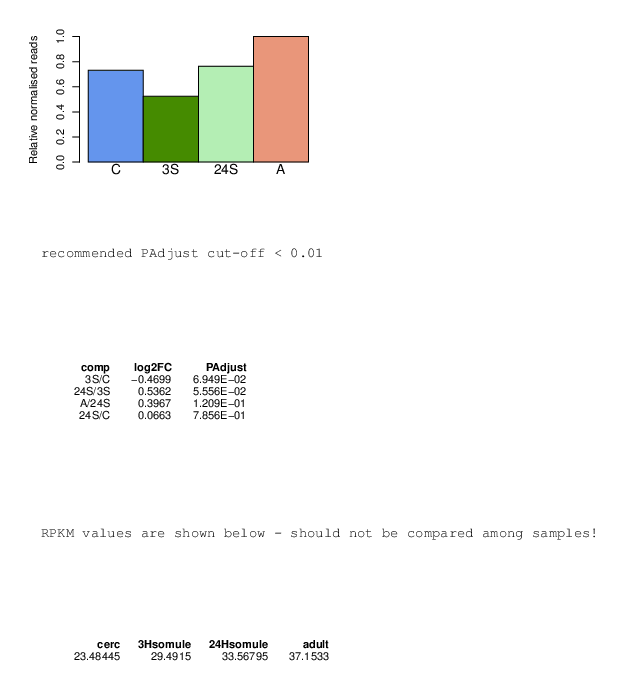 Relative normalised reads
1.0
0.8
0.6
0.4
0.2
0.0
C 3S 24S A
recommended PAdjust cut-off < 0.01
comp log2FC PAdjust
3S/C −0.4699 6.949E−02
24S/3S 0.5362 5.556E−02
A/24S 0.3967 1.209E−01
24S/C 0.0663 7.856E−01
RPKM values are shown below - should not be compared among samples!
cerc 3Hsomule 24Hsomule adult
23.48445 29.4915 33.56795 37.1533